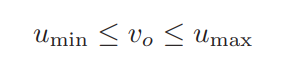 u_min ≤ v_o ≤ u_max